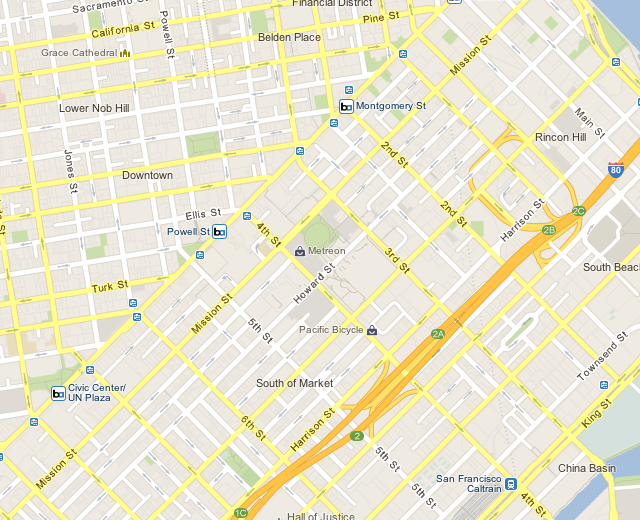 Sacramento
Financial District
California St
Powell St
Pine St
Belden Place
Grace Cathedral
Mission St
Lower Nob Hill
Montgomery St
Main St
Rincon Hill
Jones St
2nd St
80
Downtown
2nd St
Harrison St
2C
Ellis St
Powell St
4th St
2B
Metreon
3rd St
South Beach
Howard St
Turk St
Mission St
5th St
Pacific Bicycle
2A
Townsend St
South of Market
Civic Center/
UN Plaza
6th St
Harrison St
King St
2
Mission St
5th St
China Basin
San Francisco
Caltrain
5th St
4th St
1C
Hall of Justice